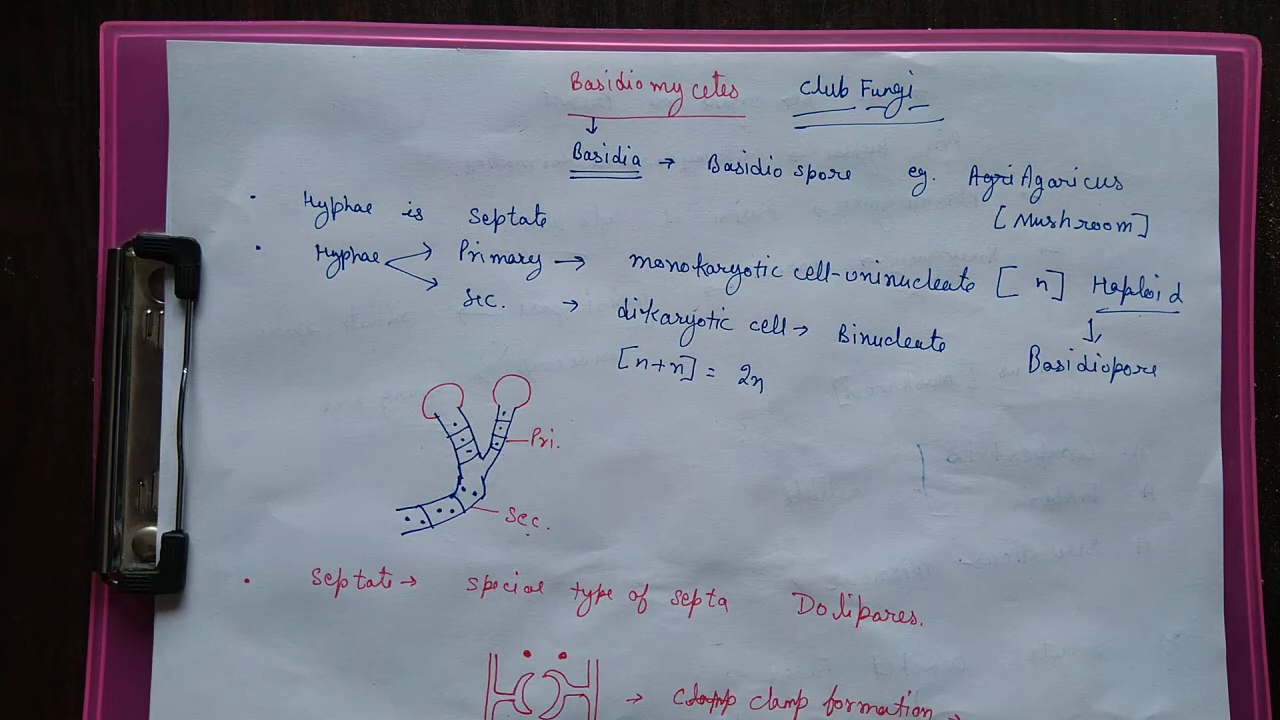 Basidiomycetes Club Fungi
↓
Basidia → Basidio spore eg. Agri Agaricus
[Mushroom]
• Hyphae is septate
• Hyphae → Primary → monokaryotic cell-uninucleate [n] Haploid
→ Sec. → dikaryotic cell → Binucleate
↓
Basidiopore
[n+n] = 2n
Pri.
Sec.
• Septate → special type of septa Dolipares.
→ clamp clamp formation →